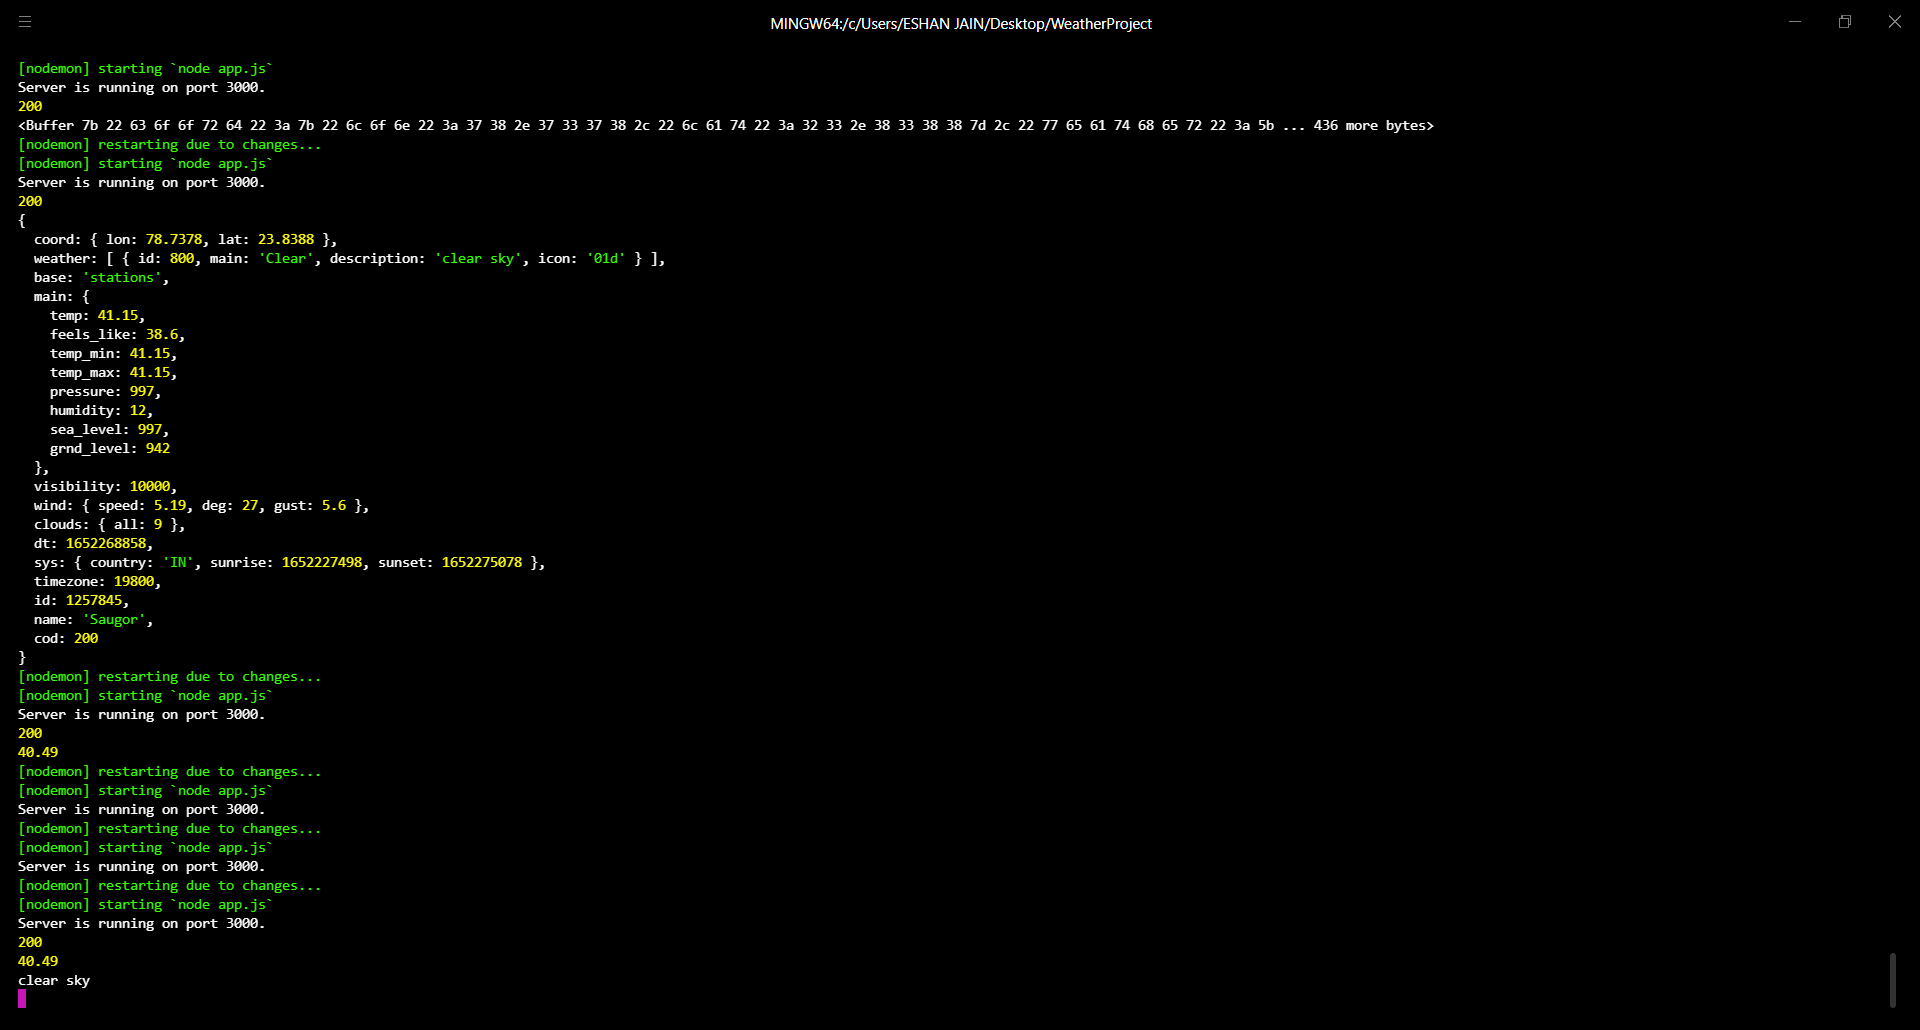 MINGW64:/c/Users/ESHAN JAIN/Desktop/WeatherProject
[nodemon] starting `node app.js`
Server is running on port 3000.
200
<Buffer 7b 22 63 6f 6f 72 64 22 3a 7b 22 6c 6f 6e 22 3a 37 38 2e 37 33 37 38 2c 22 6c 61 74 22 3a 32 33 2e 38 33 38 38 7d 2c 22 77 65 61 74 68 65 72 22 3a 5b ... 436 more bytes>
[nodemon] restarting due to changes...
[nodemon] starting `node app.js`
Server is running on port 3000.
200
{
  coord: { lon: 78.7378, lat: 23.8388 },
  weather: [ { id: 800, main: 'Clear', description: 'clear sky', icon: '01d' } ],
  base: 'stations',
  main: {
    temp: 41.15,
    feels_like: 38.6,
    temp_min: 41.15,
    temp_max: 41.15,
    pressure: 997,
    humidity: 12,
    sea_level: 997,
    grnd_level: 942
  },
  visibility: 10000,
  wind: { speed: 5.19, deg: 27, gust: 5.6 },
  clouds: { all: 9 },
  dt: 1652268858,
  sys: { country: 'IN', sunrise: 1652227498, sunset: 1652275078 },
  timezone: 19800,
  id: 1257845,
  name: 'Saugor',
  cod: 200
}
[nodemon] restarting due to changes...
[nodemon] starting `node app.js`
Server is running on port 3000.
200
40.49
[nodemon] restarting due to changes...
[nodemon] starting `node app.js`
Server is running on port 3000.
[nodemon] restarting due to changes...
[nodemon] starting `node app.js`
Server is running on port 3000.
[nodemon] restarting due to changes...
[nodemon] starting `node app.js`
Server is running on port 3000.
200
40.49
clear sky